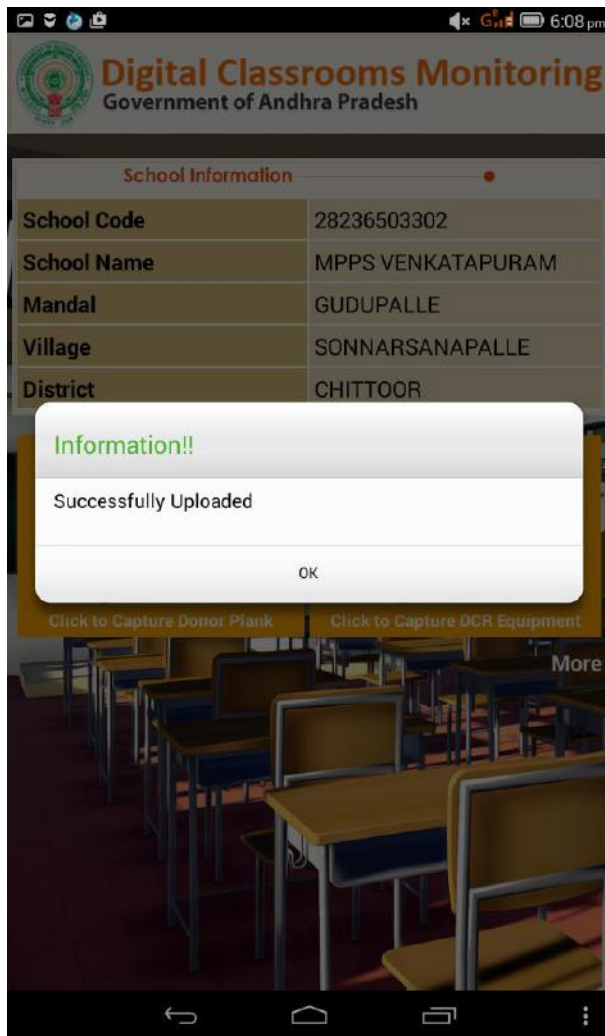 6:08 pm
Digital Classrooms Monitoring
Government of Andhra Pradesh
School Information
School Code 28236503302
School Name MPPS VENKATAPURAM
Mandal GUDUPALLE
Village SONNARSANAPALLE
District CHITTOOR
Information!!
Successfully Uploaded
OK
Click to Capture Donor Plank Click to Capture DCR Equipment
More